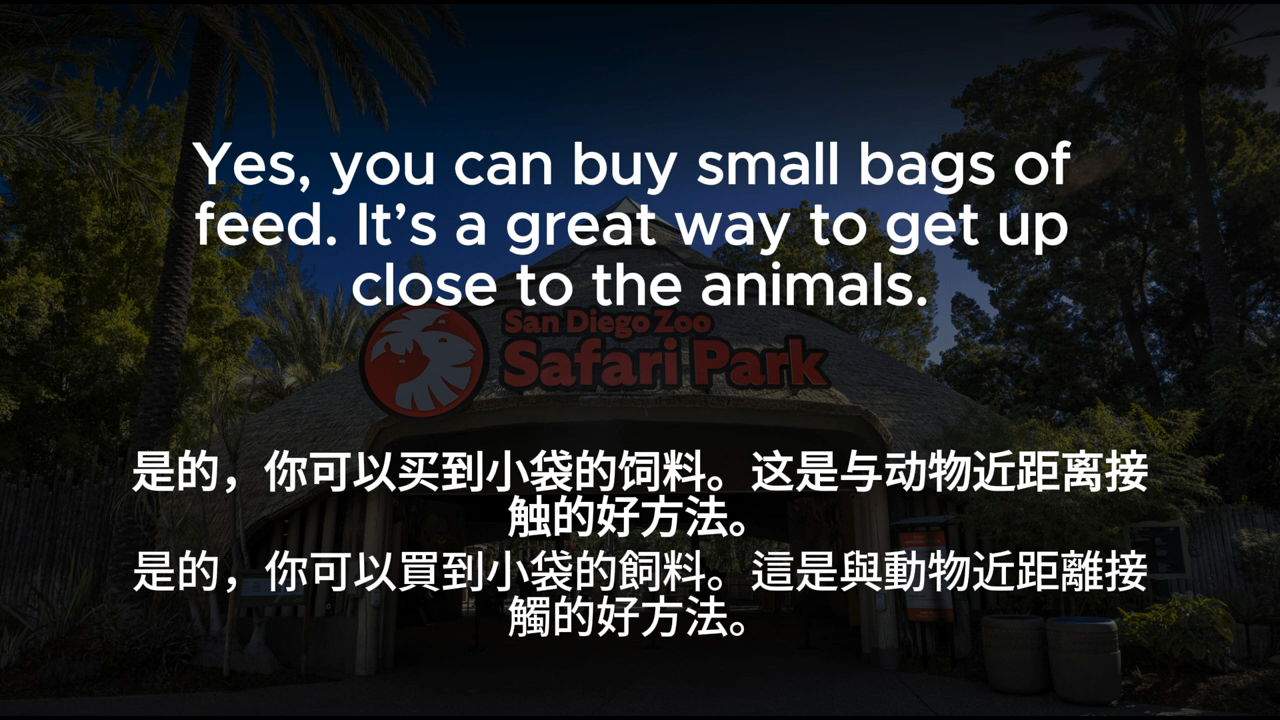 Yes, you can buy small bags of
feed. It’s a great way to get up
close to the animals.
San Diego Zoo
Safari Park
是的，你可以买到小袋的饲料。这是与动物近距离接
触的好方法。
是的，你可以買到小袋的飼料。這是與動物近距離接
觸的好方法。